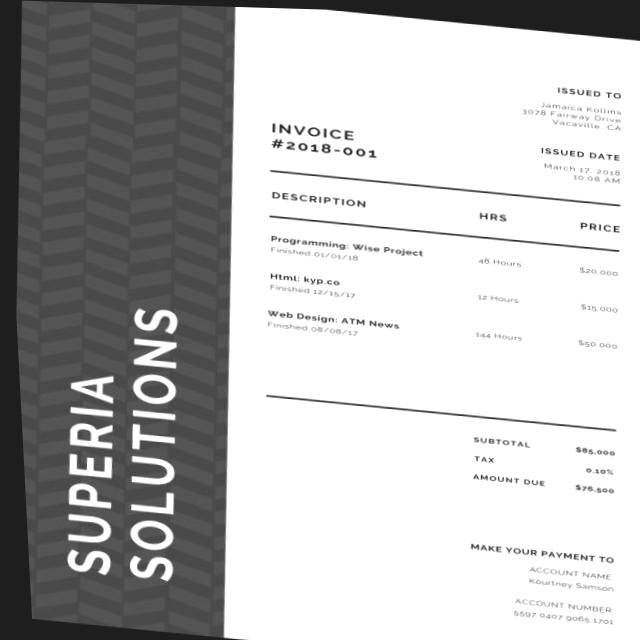 SUPERIA
SOLUTIONS
INVOICE
#2018-001
ISSUED TO
Jamaica Kollins
3078 Fairway Drive
Vacaville, CA
ISSUED DATE
March 17, 2018
10:08 AM
DESCRIPTION HRS PRICE
Programming: Wise Project 48 Hours $20.000
Finished 01/01/18
Html: kyp.co 12 Hours $15.000
Finished 12/15/17
Web Design: ATM News 144 Hours $50.000
Finished 08/08/17
SUBTOTAL $85.000
TAX 0.10%
AMOUNT DUE $76.500
MAKE YOUR PAYMENT TO
ACCOUNT NAME
Kourtney Samson
ACCOUNT NUMBER
5597 0407 9065 1701